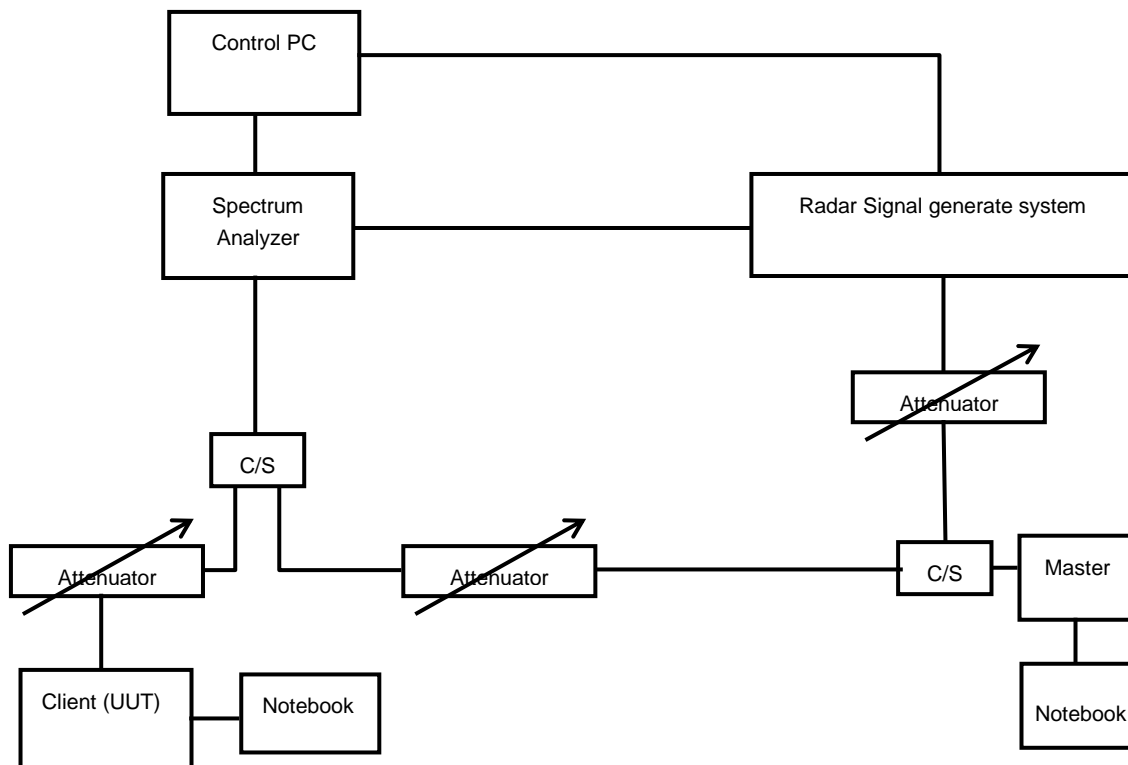 Control PC
Spectrum
Analyzer
Radar Signal generate system
Attenuator
C/S
Attenuator
Attenuator
C/S
Master
Client (UUT)
Notebook
Notebook